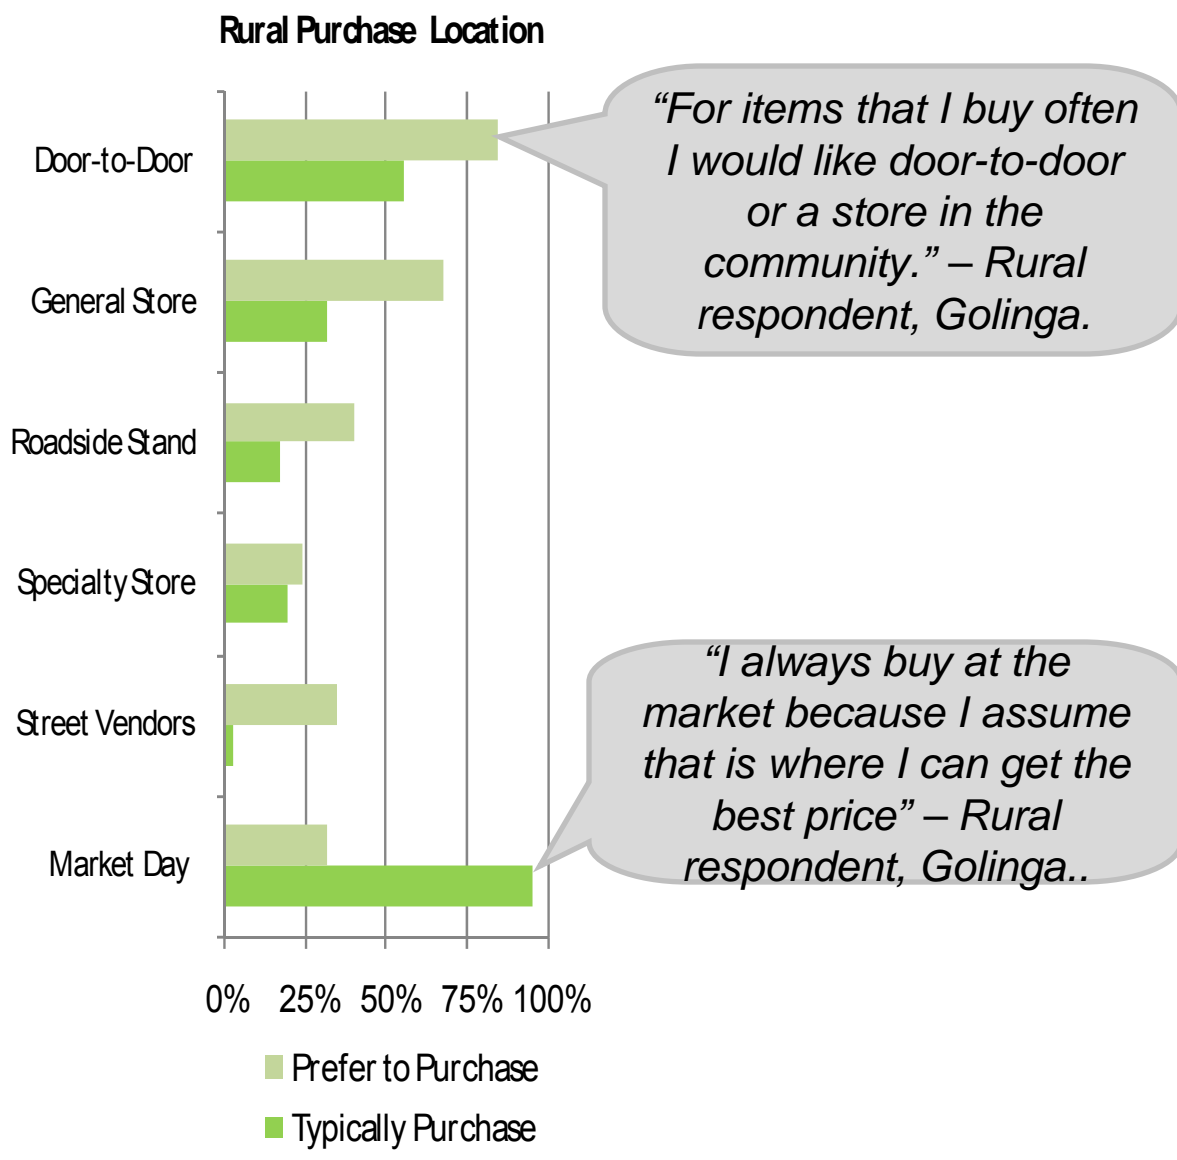 Rural Purchase Location
Door-to-Door
General Store
Roadside Stand
Specialty Store
Street Vendors
Market Day
0% 25% 50% 75% 100%
Prefer to Purchase
Typically Purchase
“For items that I buy often
I would like door-to-door
or a store in the
community.” – Rural
respondent, Golinga.
“I always buy at the
market because I assume
that is where I can get the
best price” – Rural
respondent, Golinga..